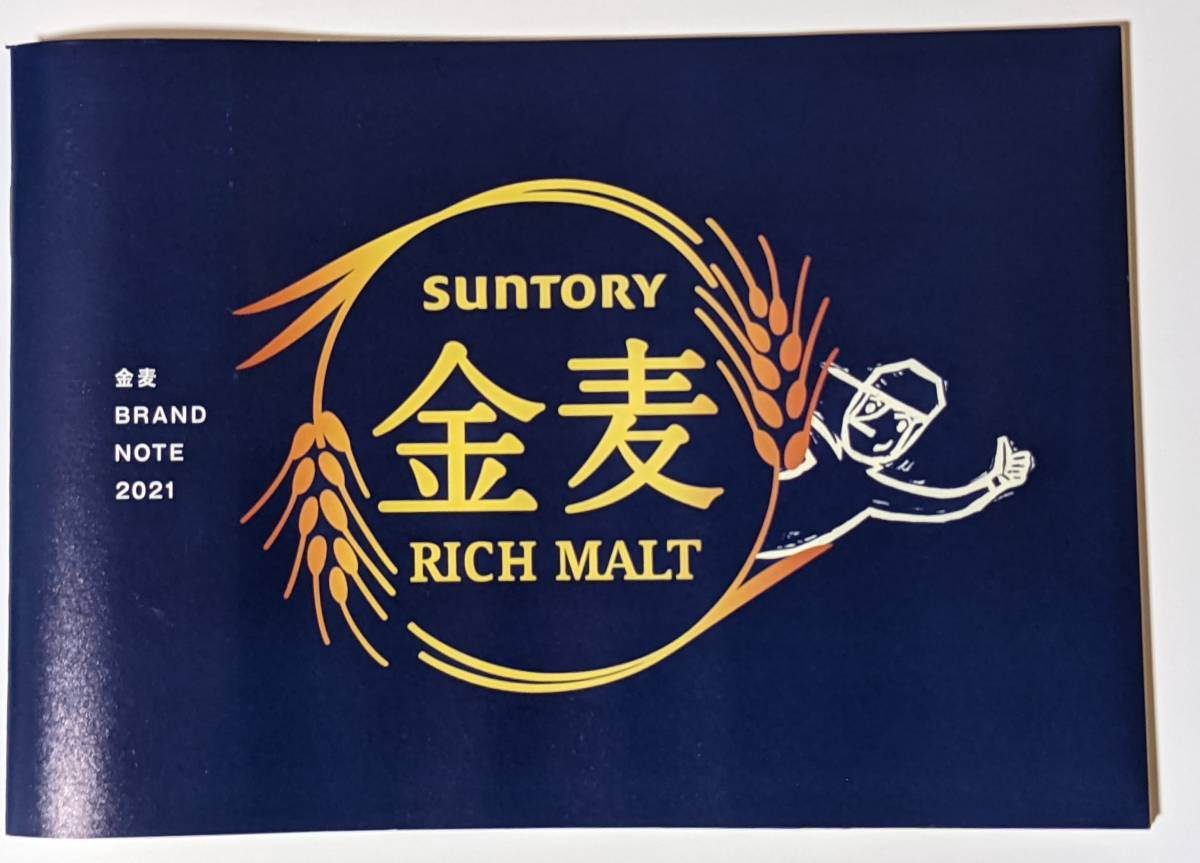 金麦
BRAND
NOTE
2021
SUNTORY
金麦
RICH MALT